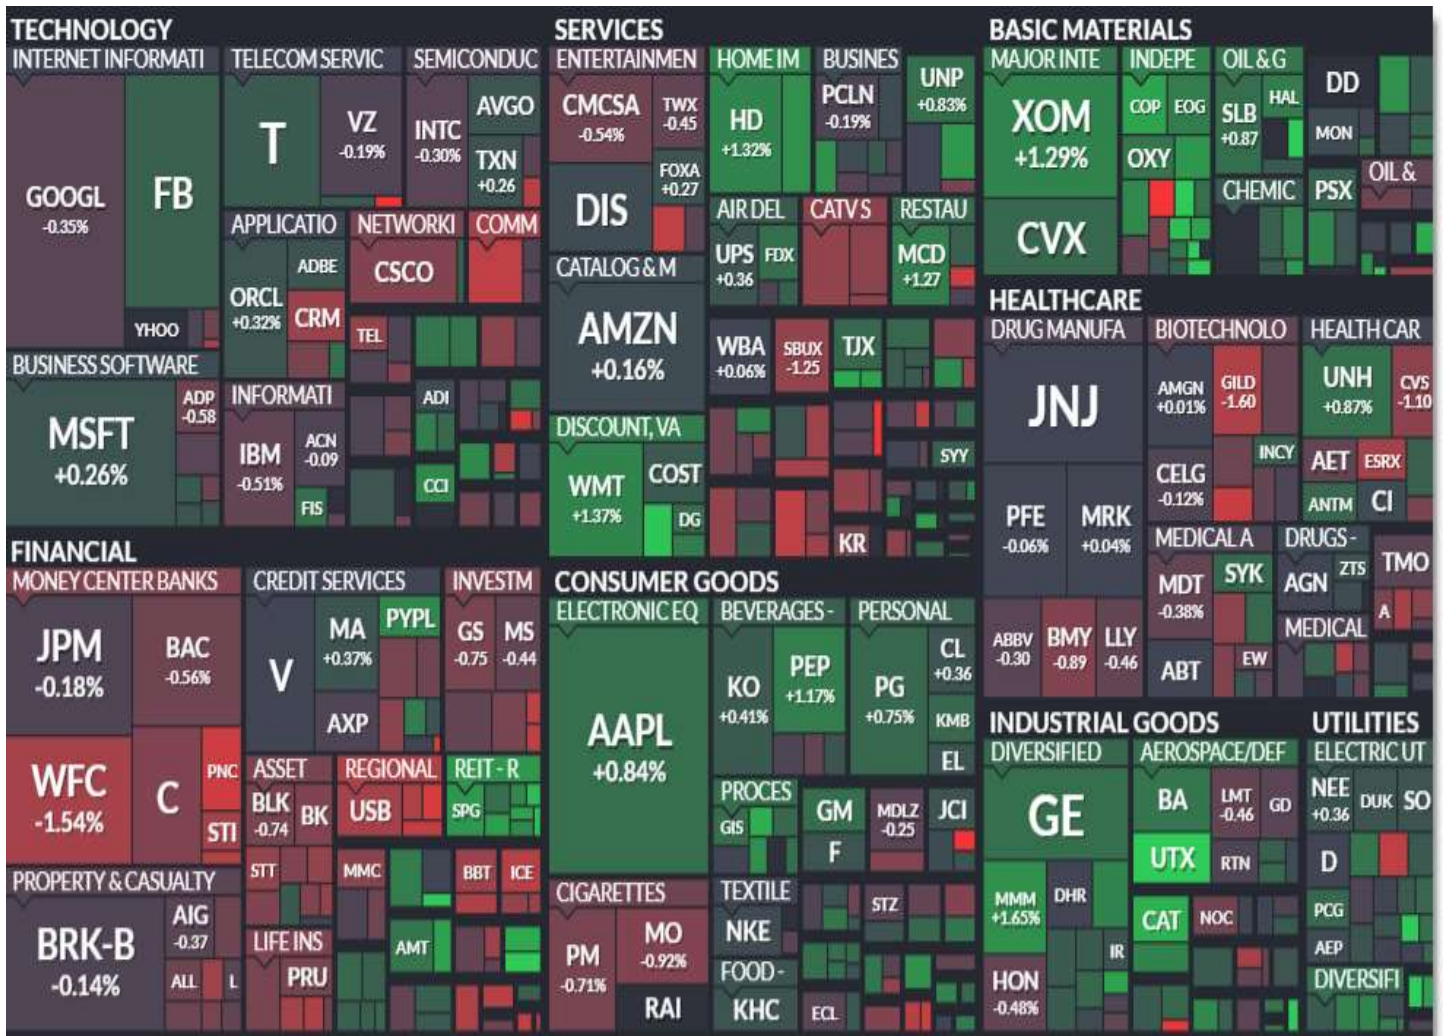 TECHNOLOGY
INTERNET INFORMATI
GOOGL
-0.35%
FB
YHOO
TELECOM SERVIC
T
VZ
-0.19%
SEMICONDUC
INTC
-0.30%
AVGO
TXN
+0.26
APPLICATIO
ORCL
+0.32%
ADBE
CRM
NETWORKI
CSCO
COMM
TEL
BUSINESS SOFTWARE
MSFT
+0.26%
ADP
-0.58
INFORMATI
IBM
-0.51%
ACN
-0.09
FIS
ADI
CCI
SERVICES
ENTERTAINMEN
CMCSA
-0.54%
TWX
-0.45
DIS
FOXA
+0.27
HOME IM
HD
+1.32%
BUSINES
PCLN
-0.19%
UNP
+0.83%
AIR DEL
UPS
+0.36
FDX
CATV S
RESTAU
MCD
+1.27
CATALOG & M
AMZN
+0.16%
WBA
+0.06%
SBUX
-1.25
TJX
DISCOUNT, VA
WMT
+1.37%
COST
DG
SYY
KR
BASIC MATERIALS
MAJOR INTE
XOM
+1.29%
CVX
INDEPE
COP
EOG
OXY
OIL & G
SLB
+0.87
HAL
CHEMIC
DD
MON
PSX
OIL &
HEALTHCARE
DRUG MANUFA
JNJ
PFE
-0.06%
MRK
+0.04%
ABBV
-0.30
BMY
-0.89
LLY
-0.46
BIOTECHNOLO
AMGN
+0.01%
GILD
-1.60
CELG
-0.12%
INCY
HEALTH CAR
UNH
+0.87%
CVS
-1.10
AET
ESRX
ANTM
CI
MEDICAL A
MDT
-0.38%
SYK
ABT
EW
DRUGS -
AGN
ZTS
TMO
A
MEDICAL
FINANCIAL
MONEY CENTER BANKS
JPM
-0.18%
BAC
-0.56%
WFC
-1.54%
C
PNC
STI
CREDIT SERVICES
V
MA
+0.37%
PYPL
AXP
INVESTM
GS
-0.75
MS
-0.44
ASSET
BLK
-0.74
BK
STT
REGIONAL
USB
REIT - R
SPG
MMC
BBT
ICE
PROPERTY & CASUALTY
BRK-B
-0.14%
AIG
-0.37
ALL
L
LIFE INS
PRU
AMT
CONSUMER GOODS
ELECTRONIC EQ
AAPL
+0.84%
BEVERAGES -
KO
+0.41%
PEP
+1.17%
PERSONAL
PG
+0.75%
CL
+0.36
KMB
EL
PROCES
GIS
GM
F
MDLZ
-0.25
JCI
CIGARETTES
PM
-0.71%
MO
-0.92%
RAI
TEXTILE
NKE
STZ
FOOD -
KHC
ECL
INDUSTRIAL GOODS
DIVERSIFIED
GE
MMM
+1.65%
DHR
HON
-0.48%
IR
AEROSPACE/DEF
BA
LMT
-0.46
GD
UTX
RTN
CAT
NOC
UTILITIES
ELECTRIC UT
NEE
+0.36
DUK
SO
D
PCG
AEP
DIVERSIFI